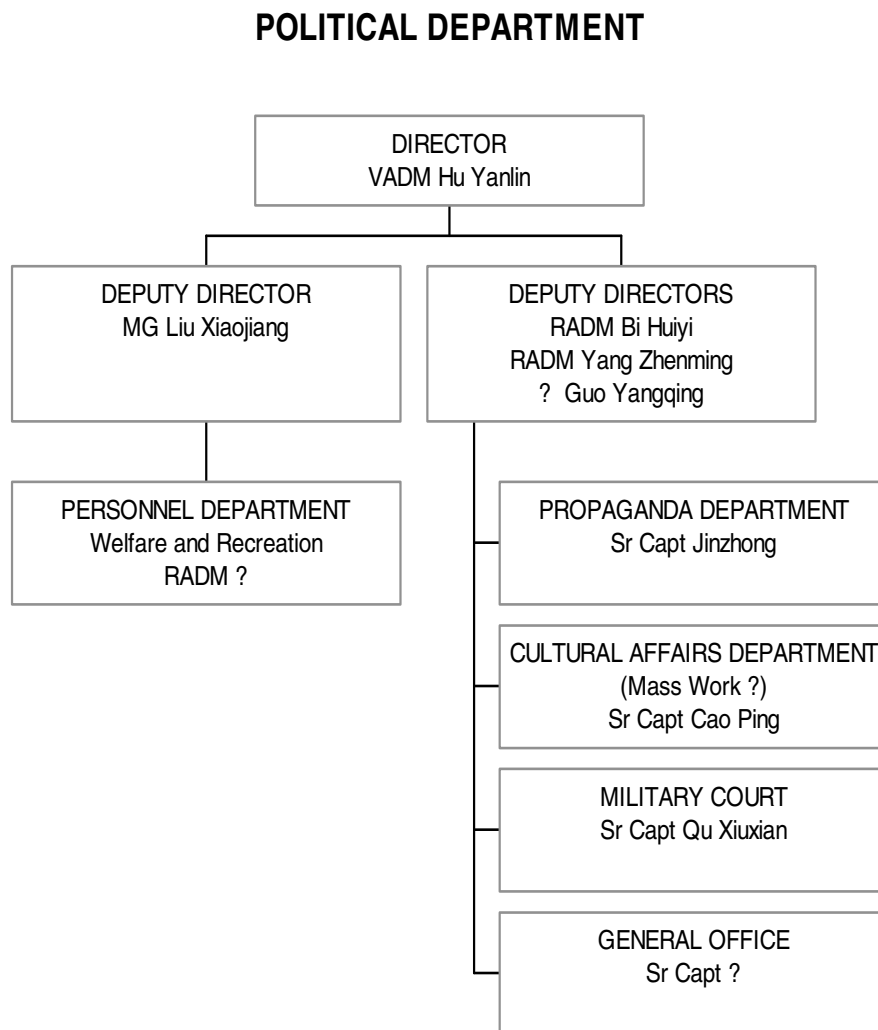 POLITICAL DEPARTMENT
DIRECTOR
VADM Hu Yanlin
DEPUTY DIRECTOR
MG Liu Xiaojiang
DEPUTY DIRECTORS
RADM Bi Huiyi
RADM Yang Zhenming
? Guo Yangqing
PERSONNEL DEPARTMENT
Welfare and Recreation
RADM ?
PROPAGANDA DEPARTMENT
Sr Capt Jinzhong
CULTURAL AFFAIRS DEPARTMENT
(Mass Work ?)
Sr Capt Cao Ping
MILITARY COURT
Sr Capt Qu Xiuxian
GENERAL OFFICE
Sr Capt ?